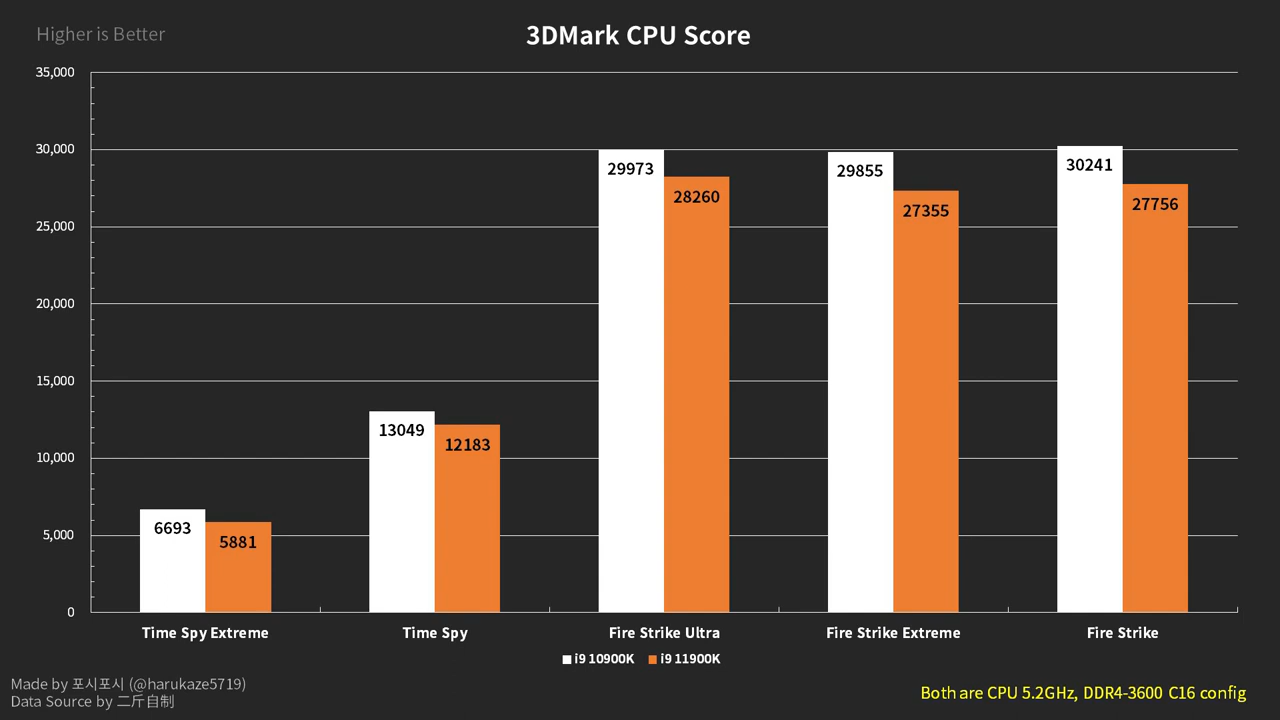 Higher is Better
3DMark CPU Score
35,000
30,000
25,000
20,000
15,000
10,000
5,000
0
6693
5881
13049
12183
29973
28260
29855
27355
30241
27756
Time Spy Extreme
Time Spy
Fire Strike Ultra
Fire Strike Extreme
Fire Strike
i9 10900K
i9 11900K
Made by 포시포시 (@harukaze5719)
Data Source by 二斤自制
Both are CPU 5.2GHz, DDR4-3600 C16 config